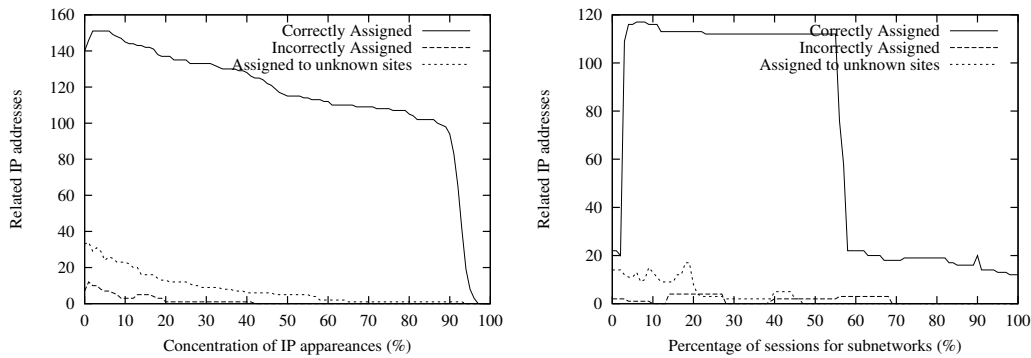 160
140
120
100
80
60
40
20
0
Related IP addresses
Correctly Assigned
Incorrectly Assigned
Assigned to unknown sites
0 10 20 30 40 50 60 70 80 90 100
Concentration of IP appareances (%)
120
100
80
60
40
20
0
Related IP addresses
Correctly Assigned
Incorrectly Assigned
Assigned to unknown sites
0 10 20 30 40 50 60 70 80 90 100
Percentage of sessions for subnetworks (%)